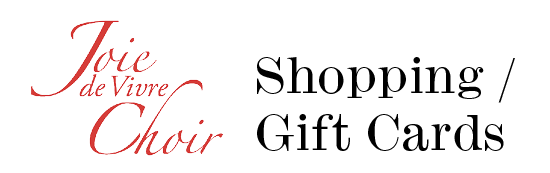 Joie
de Vivre
Choir
Shopping /
Gift Cards